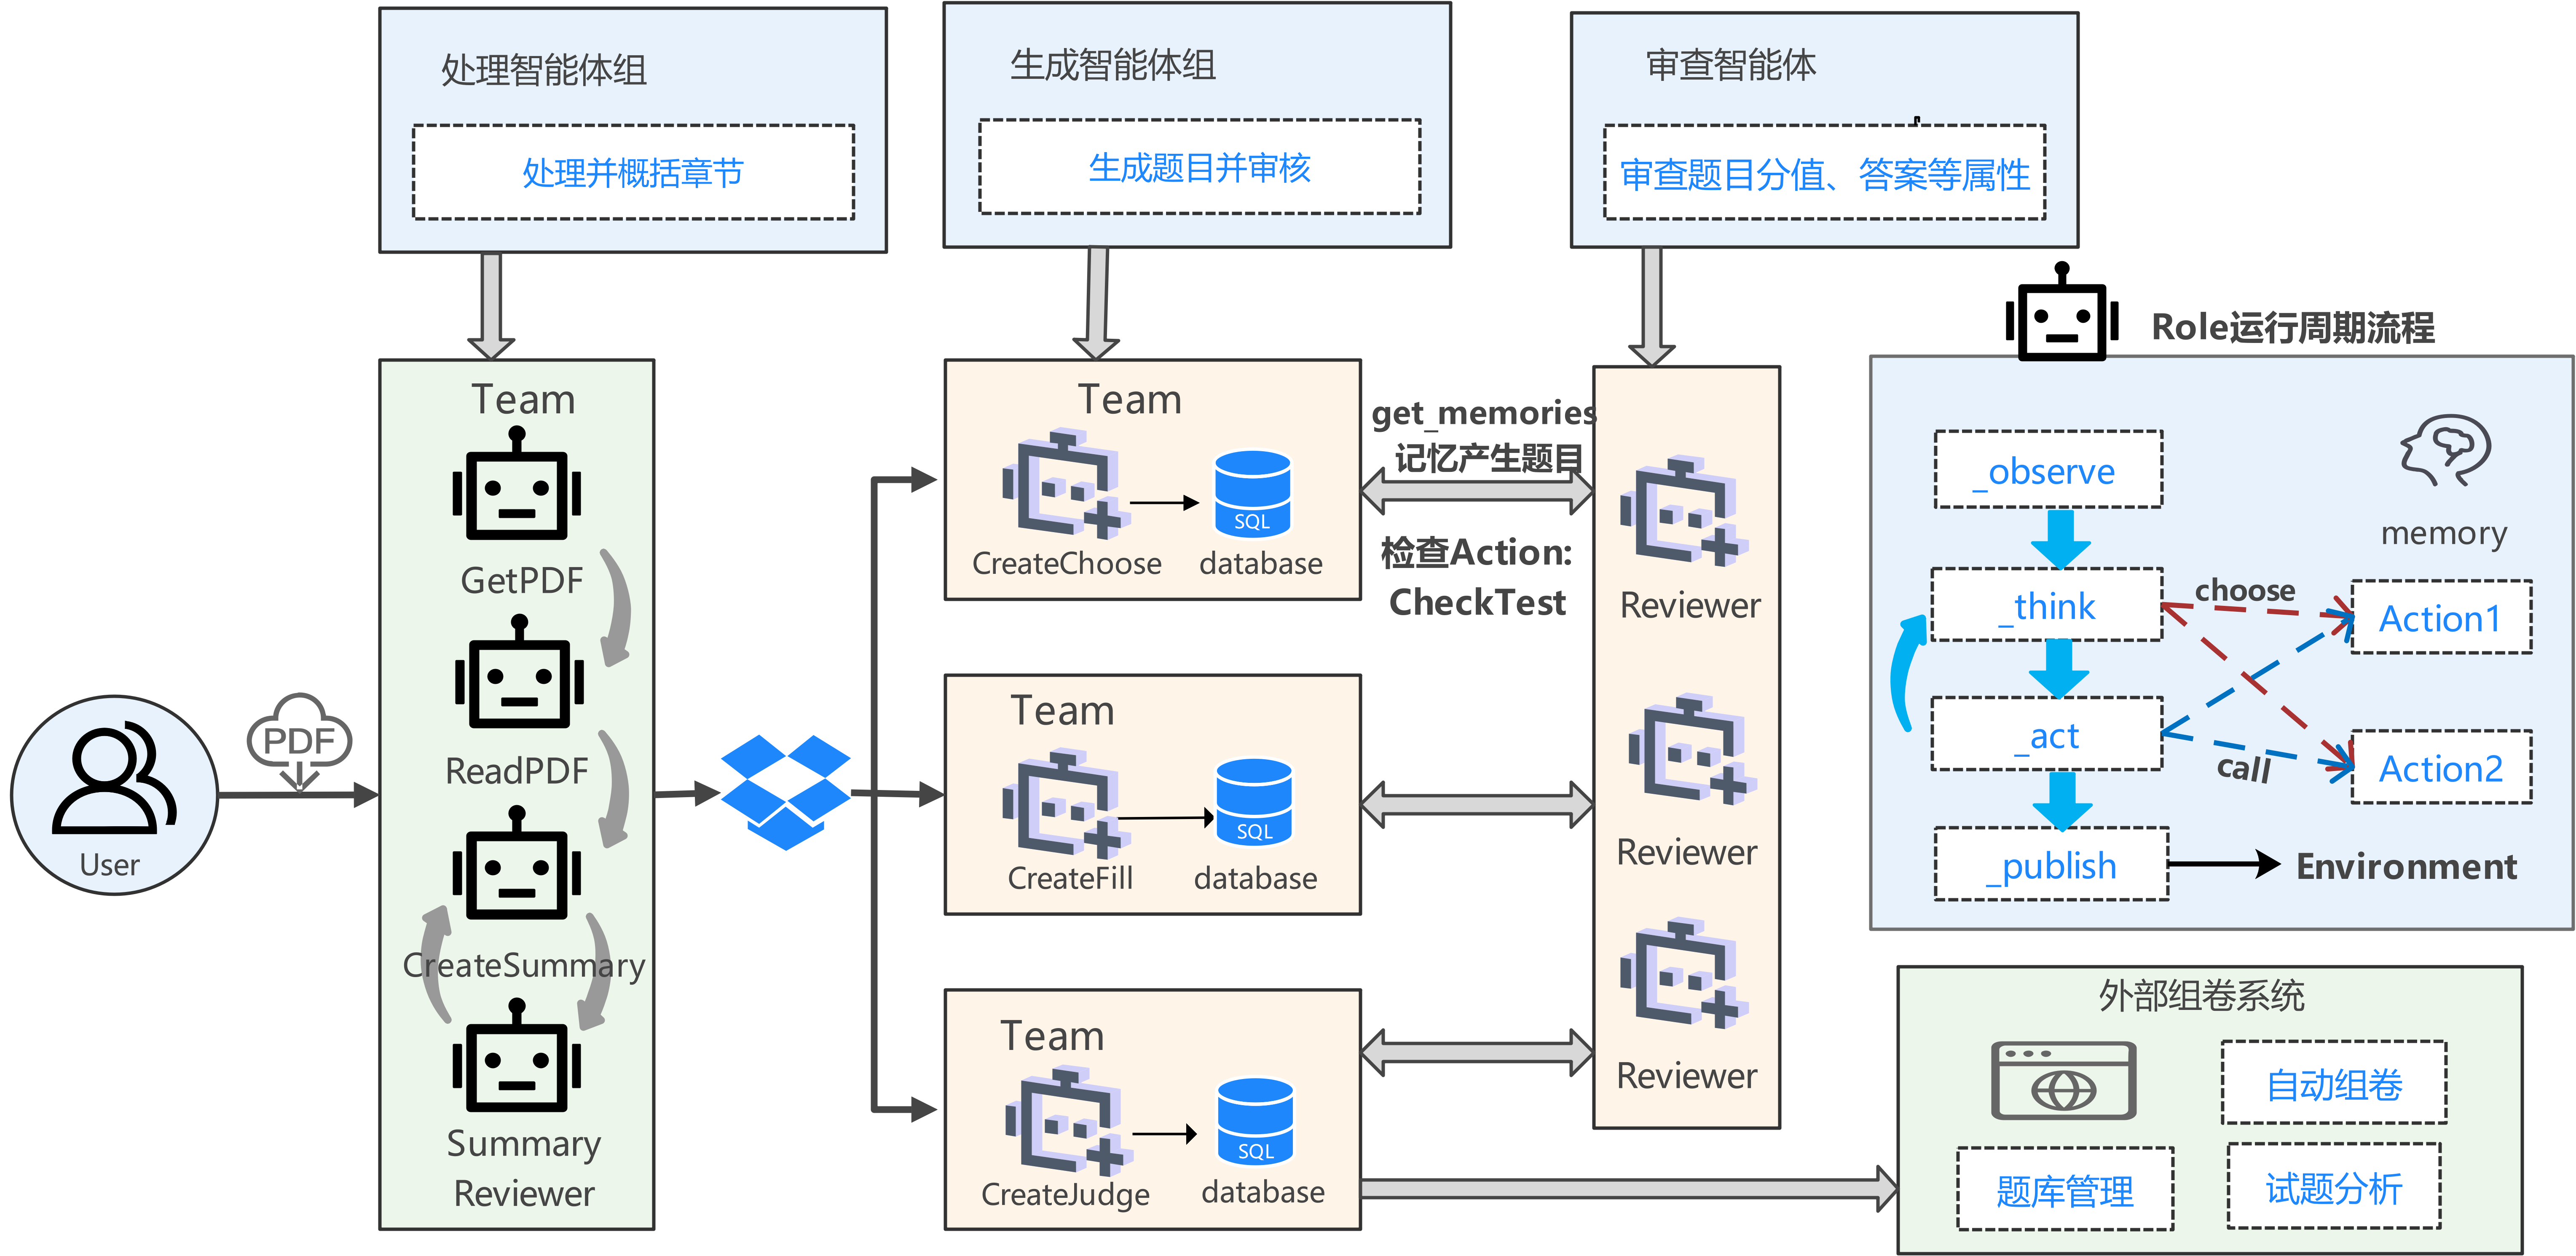 处理智能体组
处理并概括章节
生成智能体组
生成题目并审核
审查智能体
审查题目分值、答案等属性
User
PDF
Team
GetPDF
ReadPDF
CreateSummary
Summary
Reviewer
Team
CreateChoose
SQL
database
Team
CreateFill
SQL
database
Team
CreateJudge
SQL
database
get_memories
记忆产生题目
检查Action:
CheckTest
Reviewer
Reviewer
Reviewer
Role运行周期流程
_observe
_think
_act
_publish
memory
choose
call
Action1
Action2
Environment
外部组卷系统
自动组卷
题库管理
试题分析